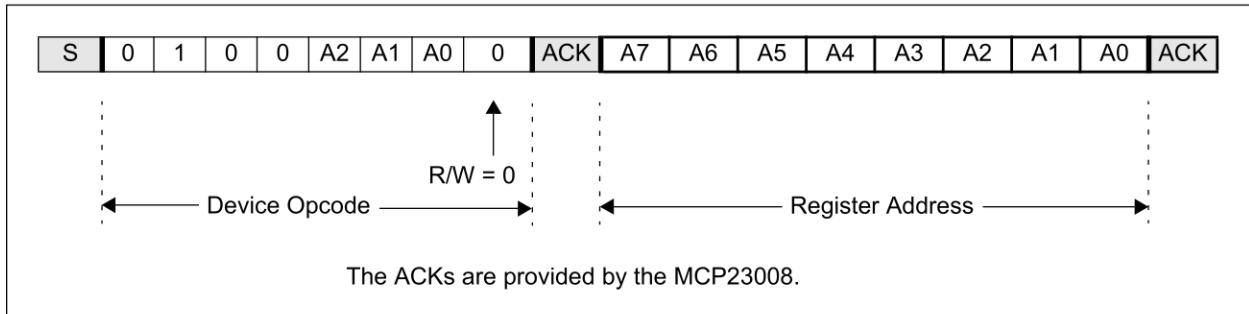 S 0 1 0 0 A2 A1 A0 0 ACK A7 A6 A5 A4 A3 A2 A1 A0 ACK
R/W = 0
Device Opcode Register Address
The ACKs are provided by the MCP23008.